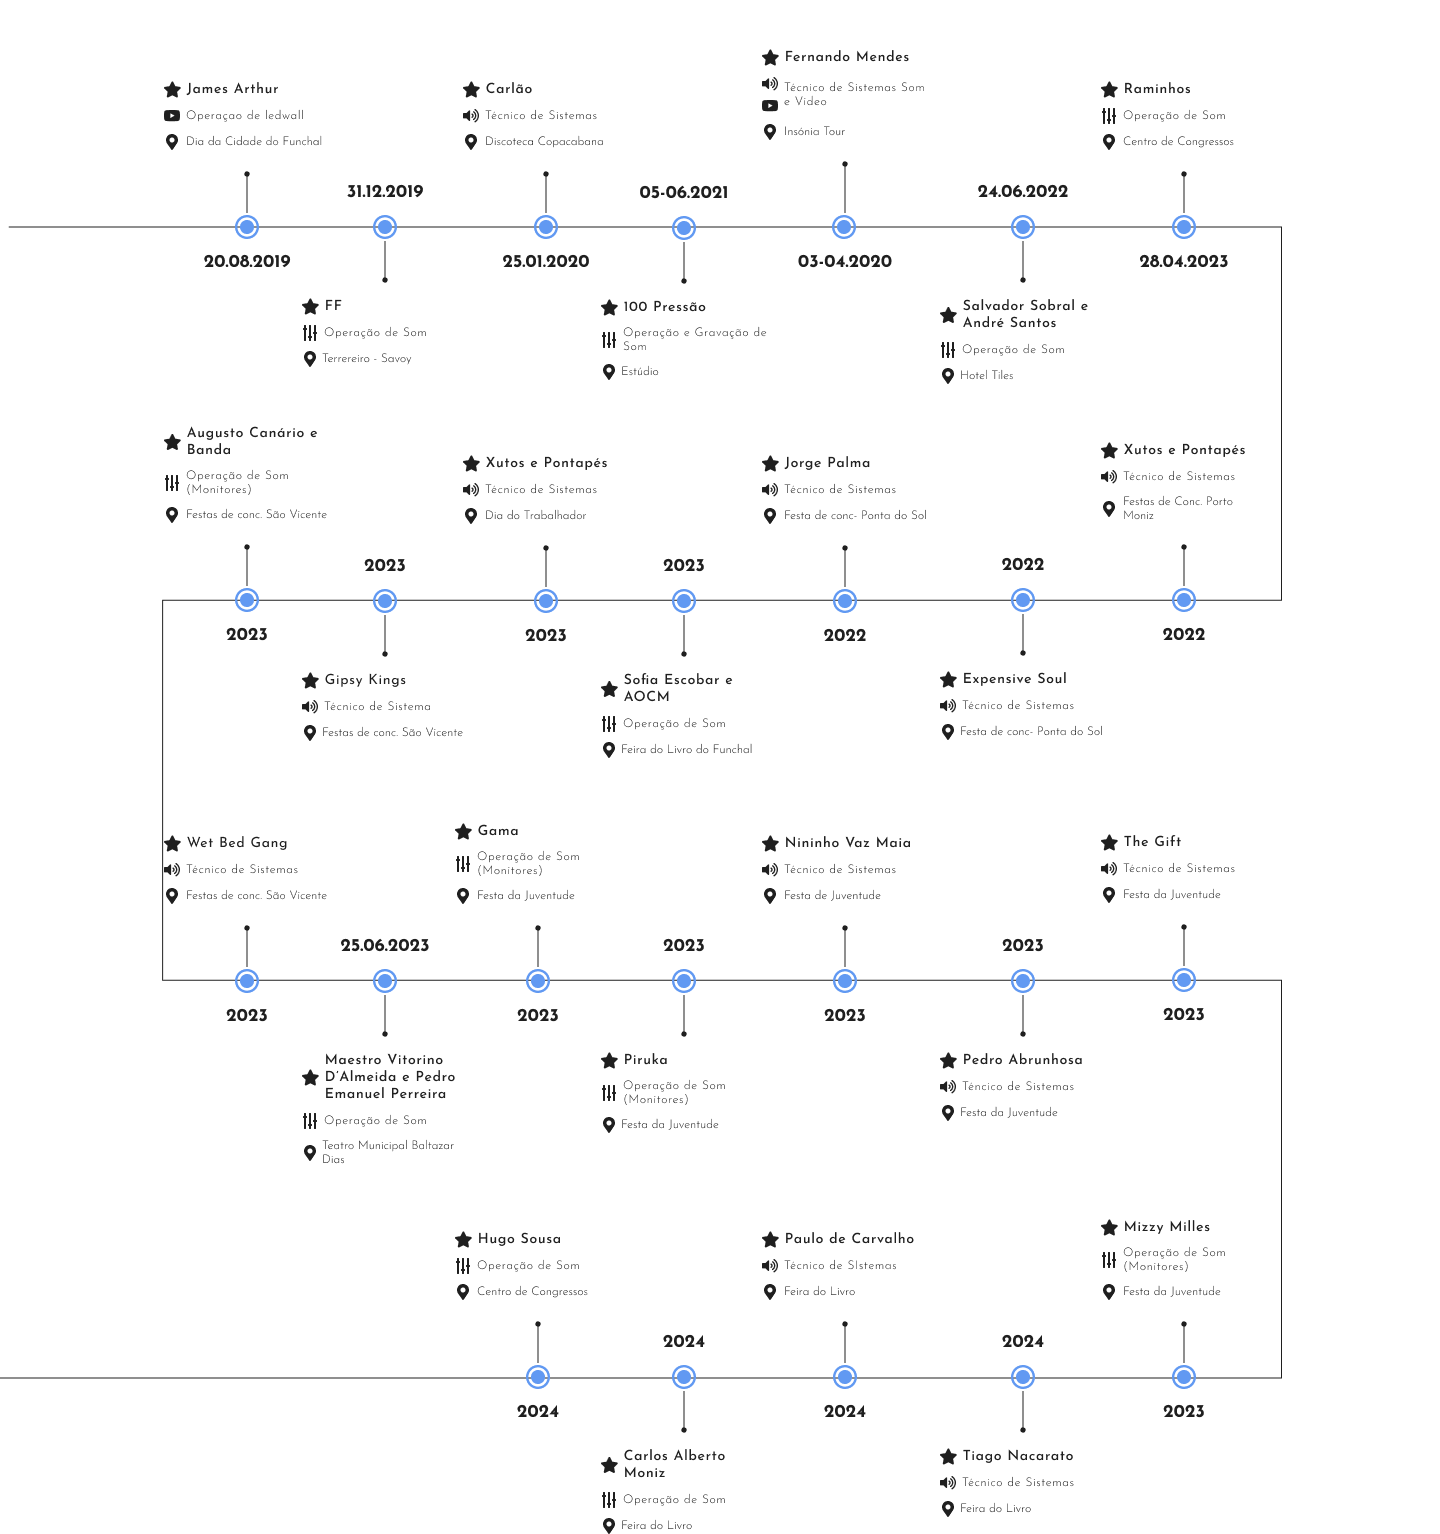 James Arthur
Operaçao de ledwall
Dia da Cidade do Funchal
20.08.2019
31.12.2019
FF
Operação de Som
Terrereiro - Savoy
Carlão
Técnico de Sistemas
Discoteca Copacabana
25.01.2020
05-06.2021
100 Pressão
Operação e Gravação de
Som
Estúdio
Fernando Mendes
Técnico de Sistemas Som
e Video
Insónia Tour
03-04.2020
24.06.2022
Salvador Sobral e
André Santos
Operação de Som
Hotel Tiles
Raminhos
Operação de Som
Centro de Congressos
28.04.2023
Augusto Canário e
Banda
Operação de Som
(Monitores)
Festas de conc. São Vicente
2023
2023
Gipsy Kings
Técnico de Sistema
Festas de conc. São Vicente
Xutos e Pontapés
Técnico de Sistemas
Dia do Trabalhador
2023
2023
Sofia Escobar e
AOCM
Operação de Som
Feira do Livro do Funchal
Jorge Palma
Técnico de Sistemas
Festa de conc- Ponta do Sol
2022
2022
Expensive Soul
Técnico de Sistemas
Festa de conc- Ponta do Sol
Xutos e Pontapés
Técnico de Sistemas
Festas de Conc. Porto
Moniz
2022
Wet Bed Gang
Técnico de Sistemas
Festas de conc. São Vicente
2023
25.06.2023
Maestro Vitorino
D'Almeida e Pedro
Emanuel Perreira
Operação de Som
Teatro Municipal Baltazar
Dias
Gama
Operação de Som
(Monitores)
Festa da Juventude
2023
2023
Piruka
Operação de Som
(Monitores)
Festa da Juventude
Nininho Vaz Maia
Técnico de Sistemas
Festa de Juventude
2023
2023
Pedro Abrunhosa
Téncico de Sistemas
Festa da Juventude
The Gift
Técnico de Sistemas
Festa da Juventude
2023
Hugo Sousa
Operação de Som
Centro de Congressos
2024
2024
Carlos Alberto
Moniz
Operação de Som
Feira do Livro
Paulo de Carvalho
Técnico de SIstemas
Feira do Livro
2024
2024
Tiago Nacarato
Técnico de Sistemas
Feira do Livro
Mizzy Milles
Operação de Som
(Monitores)
Festa da Juventude
2023